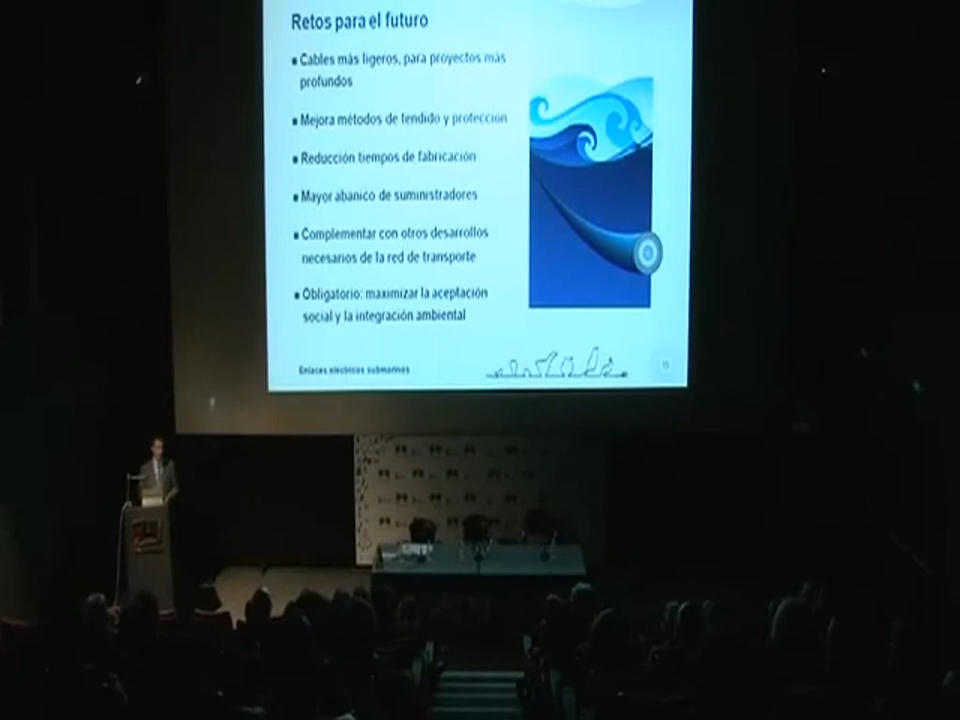 Retos para el futuro
▪ Cables más ligeros, para proyectos más
profundos
▪ Mejora métodos de tendido y protección
▪ Reducción tiempos de fabricación
▪ Mayor abanico de suministradores
▪ Complementar con otros desarrollos
necesarios de la red de transporte
▪ Obligatorio: maximizar la aceptación
social y la integración ambiental
Enlaces eléctricos submarinos